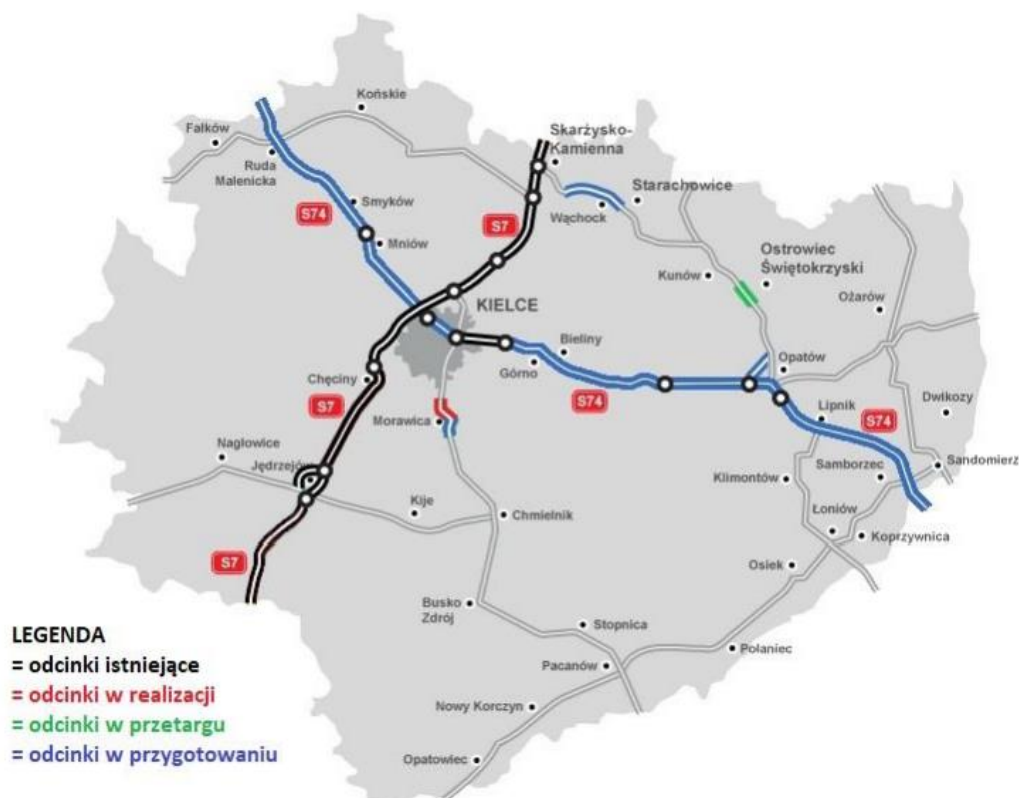 Końskie
Fałków
Ruda
Malenicka
Skarżysko-
Kamienna
Starachowice
Smyków
S74
Wąchock
S7
Mniów
Ostrowiec
Świętokrzyski
Kunów
KIELCE
Ożarów
Bieliny
Górno
Opatów
Chęciny
S7
S74
Lipnik
Dwikozy
Morawica
S74
Nagłowice
Jędrzejów
Klimontów
Samborzec
Sandomierz
Kije
Chmielnik
Łoniów
Koprzywnica
S7
Osiek
Busko
Zdrój
Stopnica
Połaniec
Pacanów
Nowy Korczyn
Opatowiec
LEGENDA
= odcinki istniejące
= odcinki w realizacji
= odcinki w przetargu
= odcinki w przygotowaniu